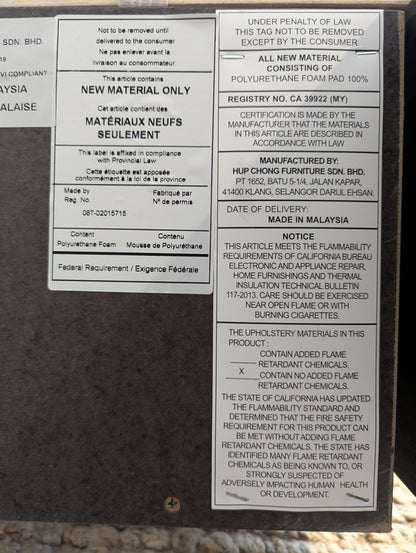 SDN. BHD.
19
VI COMPLIANT
AYSIA
ALAISE
Not to be removed until
delivered to the consumer
Ne pas enlever avant la
livraison au consommateur
This article contains
NEW MATERIAL ONLY
Cet article contient des
MATÉRIAUX NEUFS
SEULEMENT
This label is affixed in compliance
with Provincial Law
Cette étiquette est apposée
conformément à la loi de la province
Made by Fabriqué par
Reg. No. N° de permis
08T-02015715
Content Contenu
Polyurethane Foam Mousse de Polyuréthane
Federal Requirement / Exigence Fédérale
UNDER PENALTY OF LAW
THIS TAG NOT TO BE REMOVED
EXCEPT BY THE CONSUMER
ALL NEW MATERIAL
CONSISTING OF
POLYURETHANE FOAM PAD 100%
REGISTRY NO. CA 39922 (MY)
CERTIFICATION IS MADE BY THE
MANUFACTURER THAT THE MATERIALS
IN THIS ARTICLE ARE DESCRIBED IN
ACCORDANCE WITH LAW
MANUFACTURED BY:
HUP CHONG FURNITURE SDN. BHD.
PT 1652, BATU 5-1/4, JALAN KAPAR,
41400 KLANG, SELANGOR DARUL EHSAN.
DATE OF DELIVERY:
MADE IN MALAYSIA
NOTICE
THIS ARTICLE MEETS THE FLAMMABILITY
REQUIREMENTS OF CALIFORNIA BUREAU
ELECTRONIC AND APPLIANCE REPAIR,
HOME FURNISHINGS AND THERMAL
INSULATION TECHNICAL BULLETIN
117-2013. CARE SHOULD BE EXERCISED
NEAR OPEN FLAME OR WITH
BURNING CIGARETTES.
THE UPHOLSTERY MATERIALS IN THIS
PRODUCT:
CONTAIN ADDED FLAME
RETARDANT CHEMICALS.
X CONTAIN NO ADDED FLAME
RETARDANT CHEMICALS.
THE STATE OF CALIFORNIA HAS UPDATED
THE FLAMMABILITY STANDARD AND
DETERMINED THAT THE FIRE SAFETY
REQUIREMENT FOR THIS PRODUCT CAN
BE MET WITHOUT ADDING FLAME
RETARDANT CHEMICALS. THE STATE HAS
IDENTIFIED MANY FLAME RETARDANT
CHEMICALS AS BEING KNOWN TO, OR
STRONGLY SUSPECTED OF
ADVERSELY IMPACTING HUMAN HEALTH
OR DEVELOPMENT.